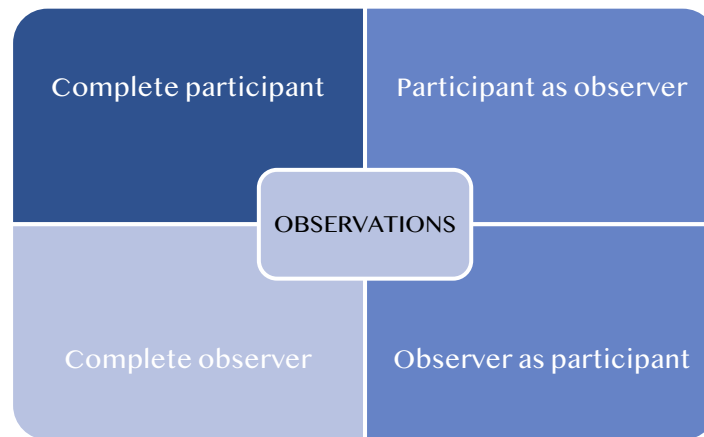 Complete participant
Participant as observer
OBSERVATIONS
Complete observer
Observer as participant